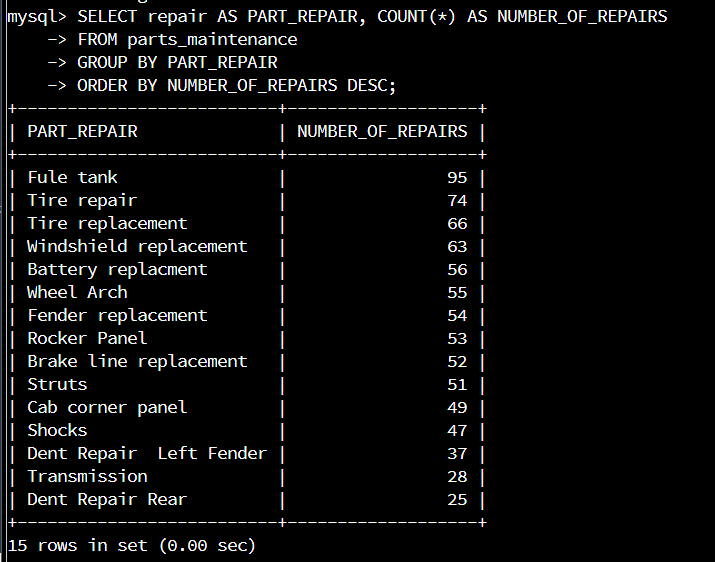 mysql> SELECT repair AS PART_REPAIR, COUNT(*) AS NUMBER_OF_REPAIRS
    -> FROM parts_maintenance
    -> GROUP BY PART_REPAIR
    -> ORDER BY NUMBER_OF_REPAIRS DESC;
+--------------------------+-------------------+
| PART_REPAIR              | NUMBER_OF_REPAIRS |
+--------------------------+-------------------+
| Fule tank                |                95 |
| Tire repair              |                74 |
| Tire replacement         |                66 |
| Windshield replacement   |                63 |
| Battery replacment       |                56 |
| Wheel Arch               |                55 |
| Fender replacement       |                54 |
| Rocker Panel             |                53 |
| Brake line replacement   |                52 |
| Struts                   |                51 |
| Cab corner panel         |                49 |
| Shocks                   |                47 |
| Dent Repair  Left Fender |                37 |
| Transmission             |                28 |
| Dent Repair Rear         |                25 |
+--------------------------+-------------------+
15 rows in set (0.00 sec)